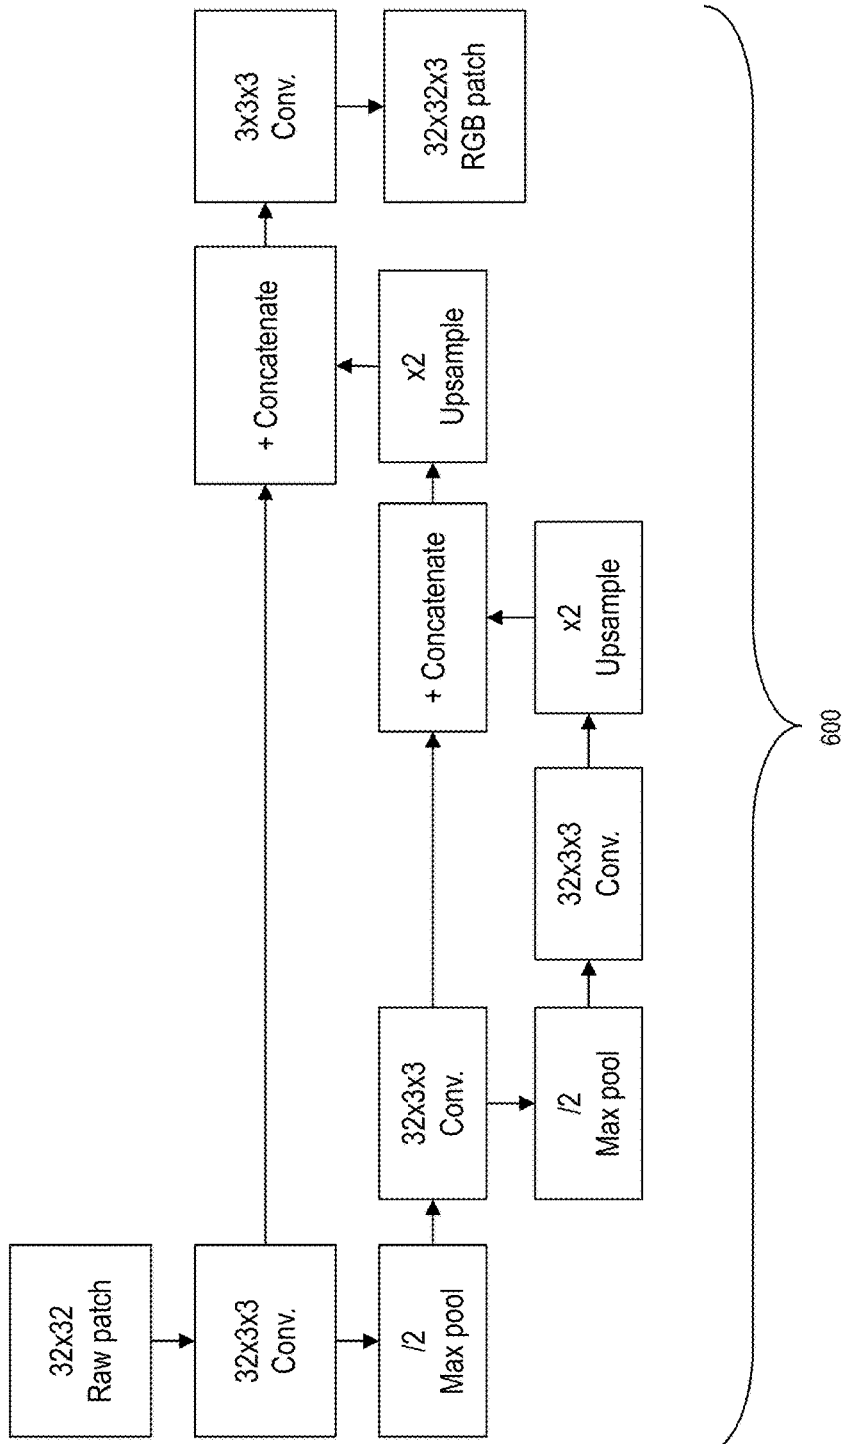 32x32
Raw patch
32x3x3
Conv.
/2
Max pool
32x3x3
Conv.
/2
Max pool
32x3x3
Conv.
x2
Upsample
+ Concatenate
x2
Upsample
+ Concatenate
3x3x3
Conv.
32x32x3
RGB patch
600